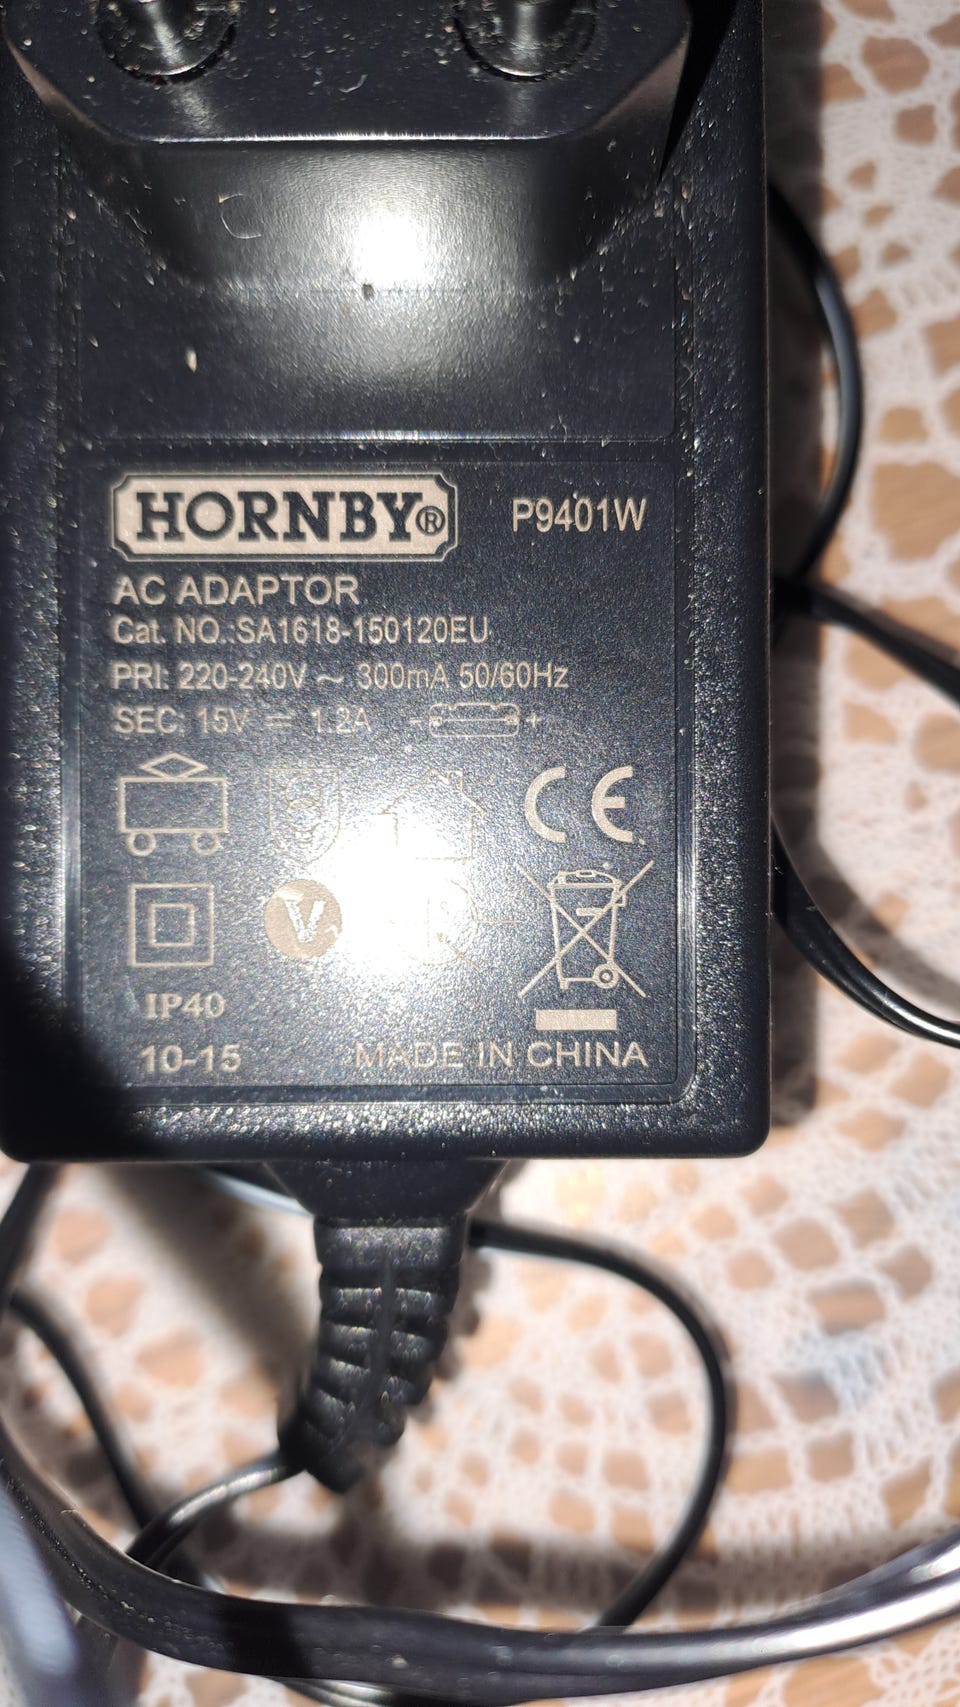 HORNBY®
P9401W
AC ADAPTOR
Cat. NO.:SA1618-150120EU
PRI: 220-240V ~ 300mA 50/60Hz
SEC: 15V ⎓ 1.2A - +
CE
V
IP40
10-15
MADE IN CHINA